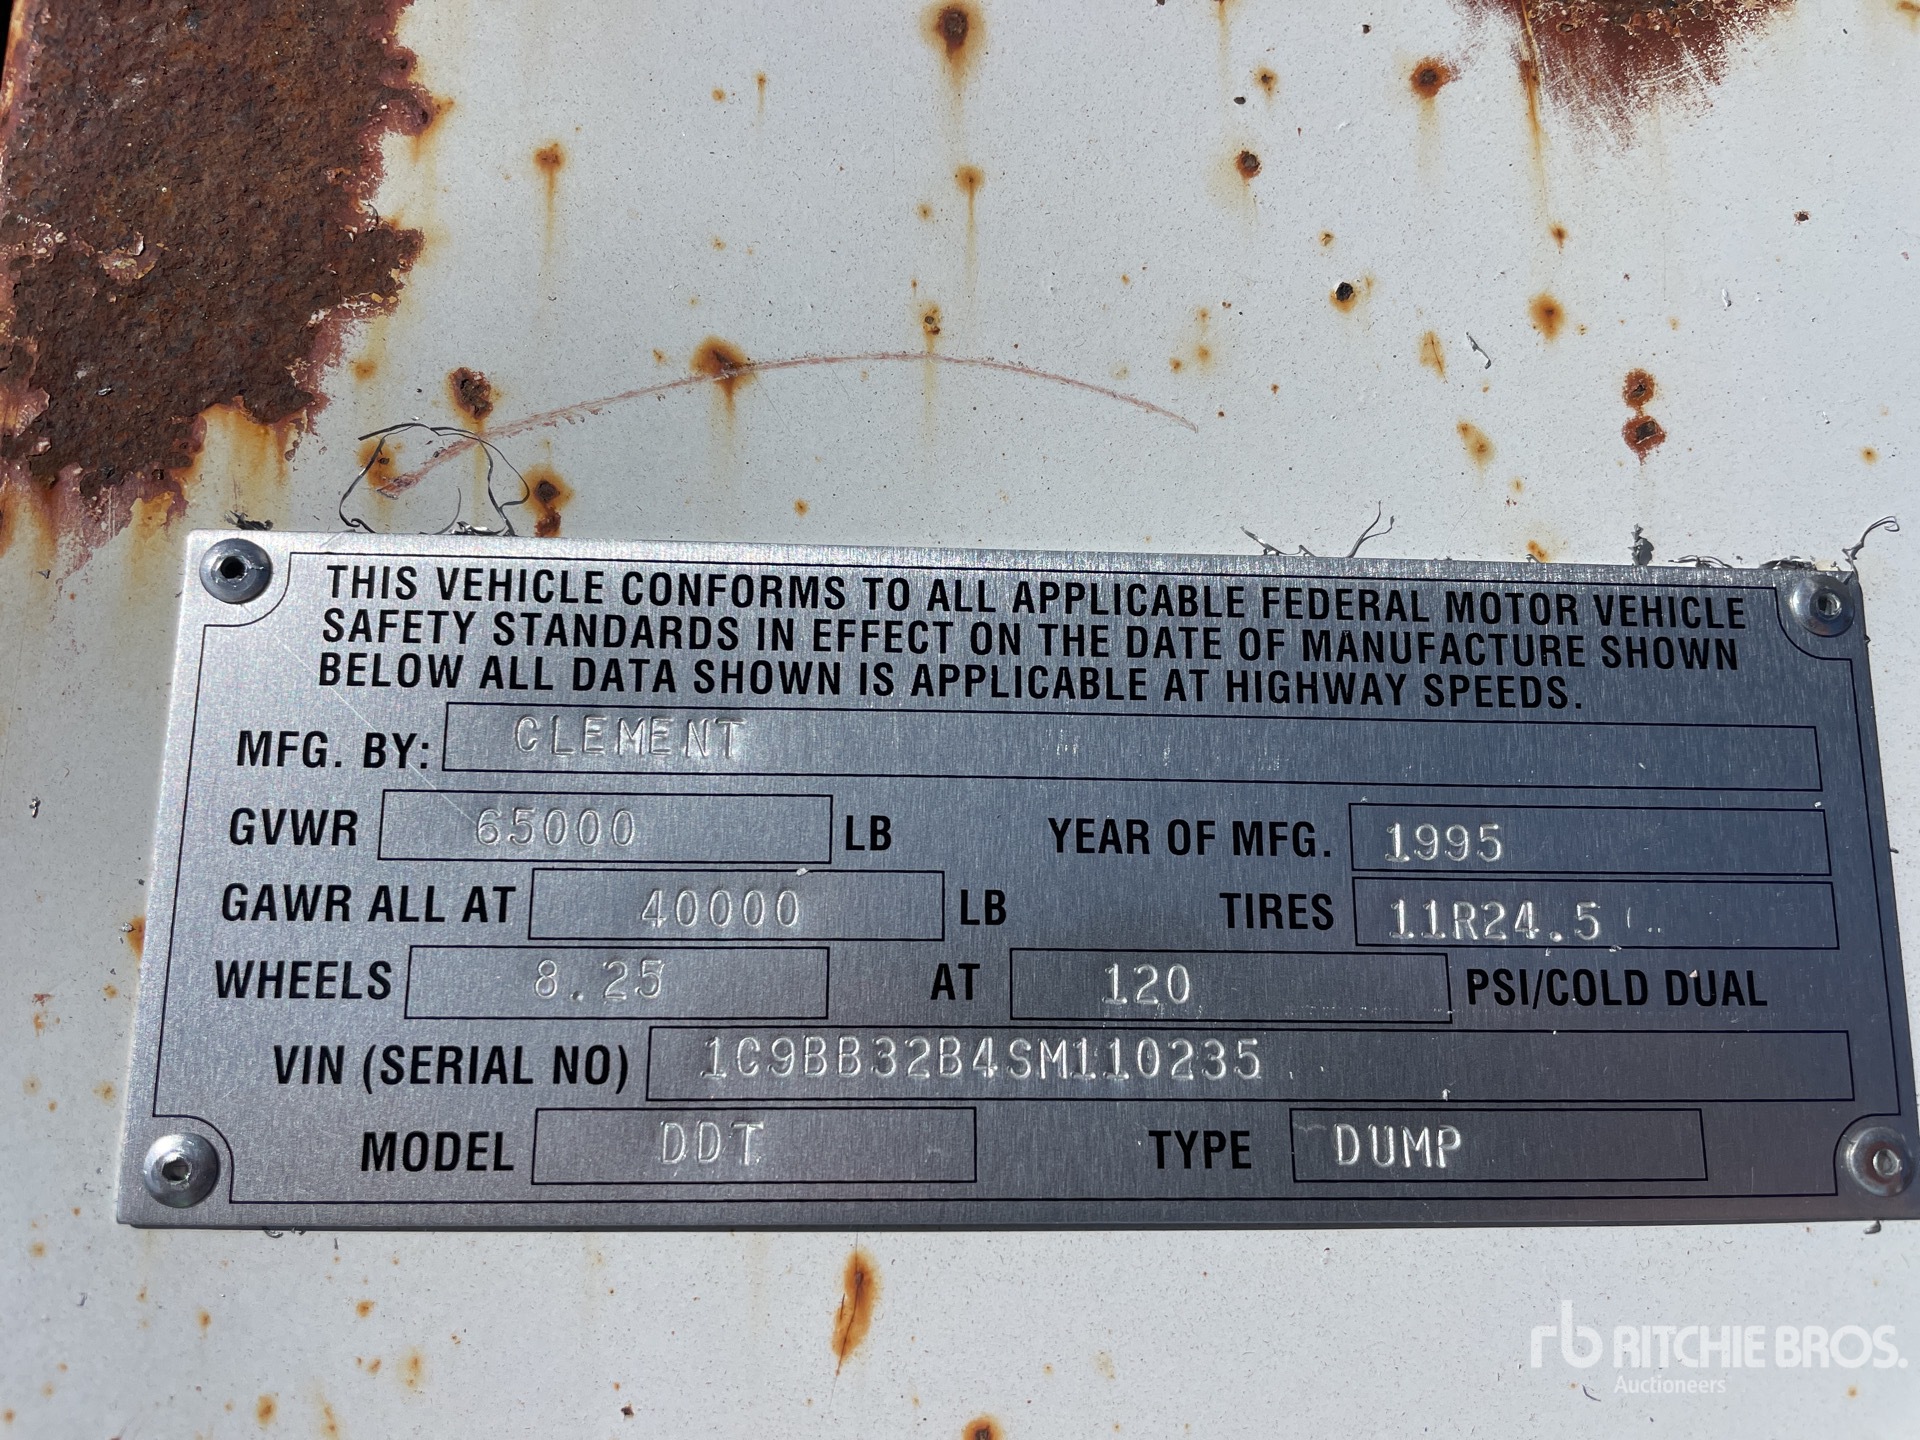 THIS VEHICLE CONFORMS TO ALL APPLICABLE FEDERAL MOTOR VEHICLE
SAFETY STANDARDS IN EFFECT ON THE DATE OF MANUFACTURE SHOWN
BELOW ALL DATA SHOWN IS APPLICABLE AT HIGHWAY SPEEDS.
MFG. BY: CLEMENT
GVWR 65000 LB YEAR OF MFG. 1995
GAWR ALL AT 40000 LB TIRES 11R24.5
WHEELS 8.25 AT 120 PSI/COLD DUAL
VIN (SERIAL NO) 1C9BB32B4SM110235
MODEL DDT TYPE DUMP
rb RITCHIE BROS.
Auctioneers